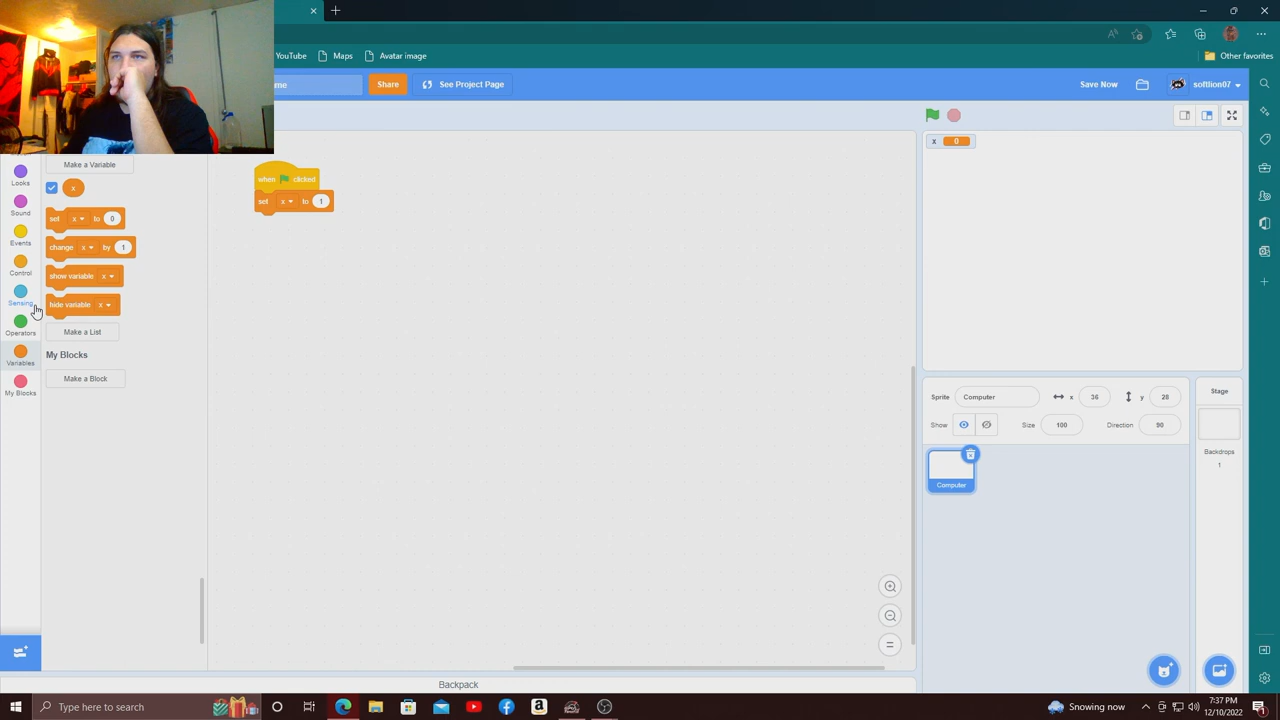 YouTube
Maps
Avatar image
Other favorites
me
Share
See Project Page
Save Now
softlion07
Make a Variable
x
set x to 0
change x by 1
show variable x
hide variable x
Make a List
My Blocks
Make a Block
Looks
Sound
Events
Control
Sensing
Operators
Variables
My Blocks
when clicked
set x to 1
x 0
Sprite Computer x 36 y 28
Show Size 100 Direction 90
Computer
Stage
Backdrops
1
Backpack
Type here to search
Snowing now
7:37 PM
12/10/2022
1